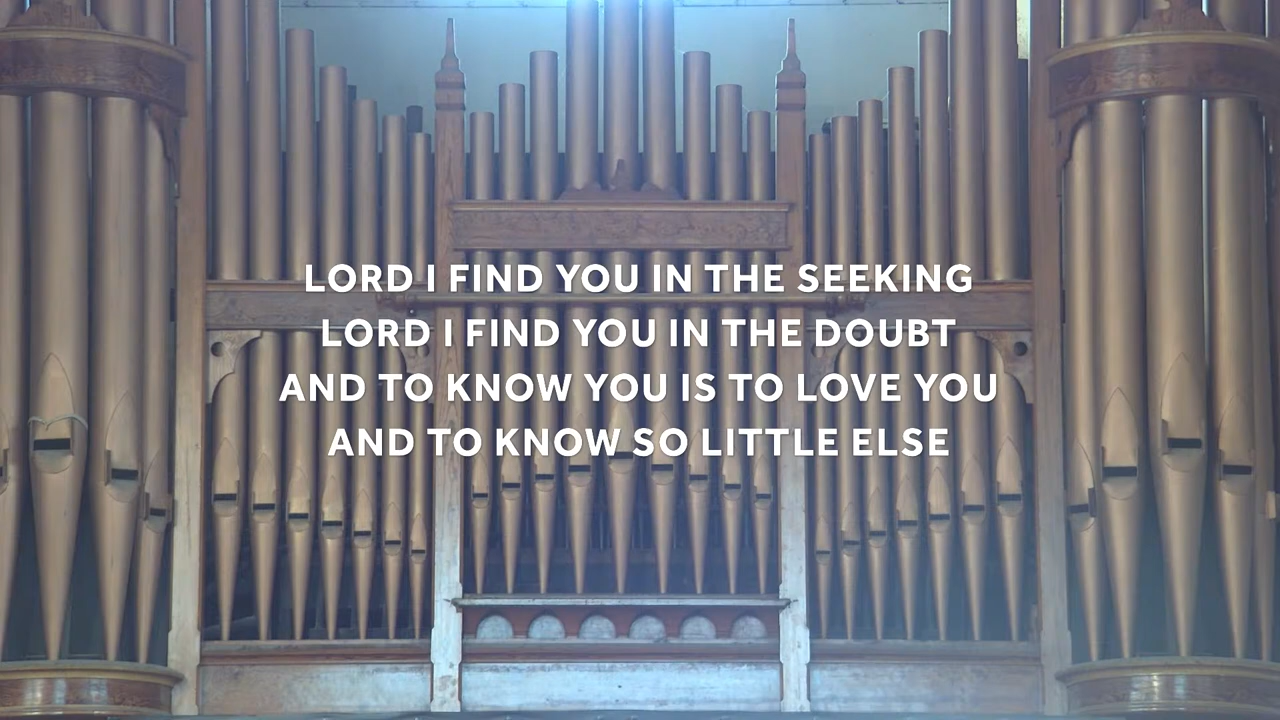 LORD I FIND YOU IN THE SEEKING
LORD I FIND YOU IN THE DOUBT
AND TO KNOW YOU IS TO LOVE YOU
AND TO KNOW SO LITTLE ELSE